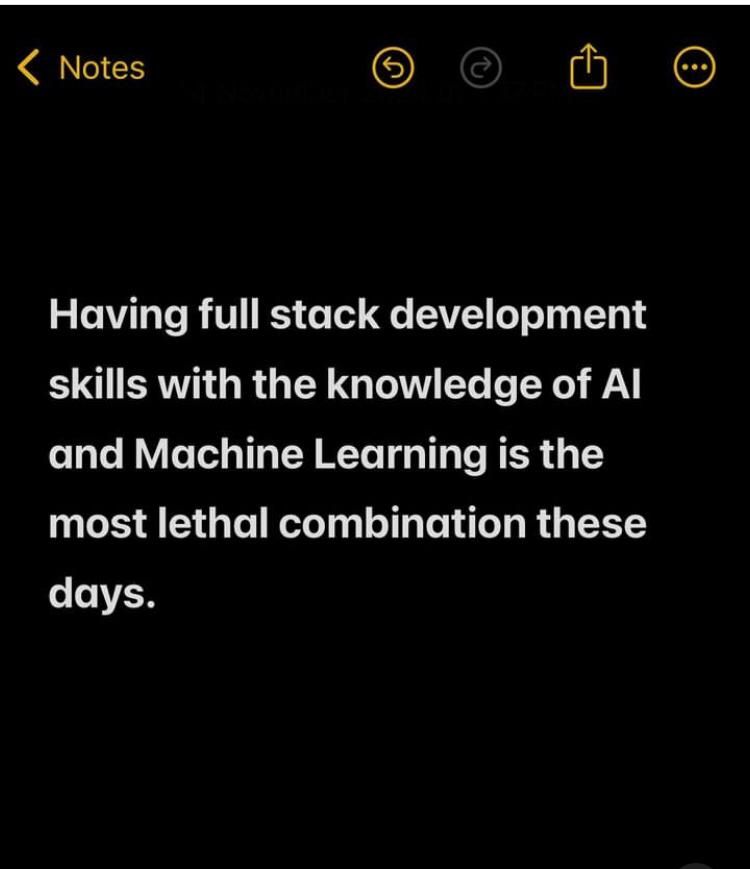 Notes
Having full stack development
skills with the knowledge of AI
and Machine Learning is the
most lethal combination these
days.